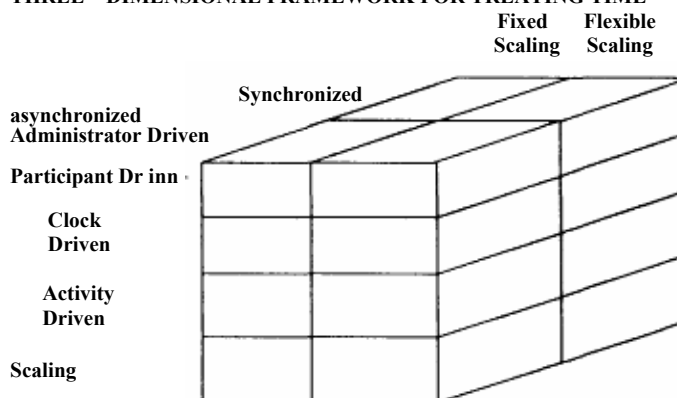 THREE – DIMENSIONAL FRAMEWORK FOR TREATING TIME
Fixed Flexible
Scaling Scaling
Synchronized
asynchronized
Administrator Driven
Participant Dr inn
Clock
Driven
Activity
Driven
Scaling